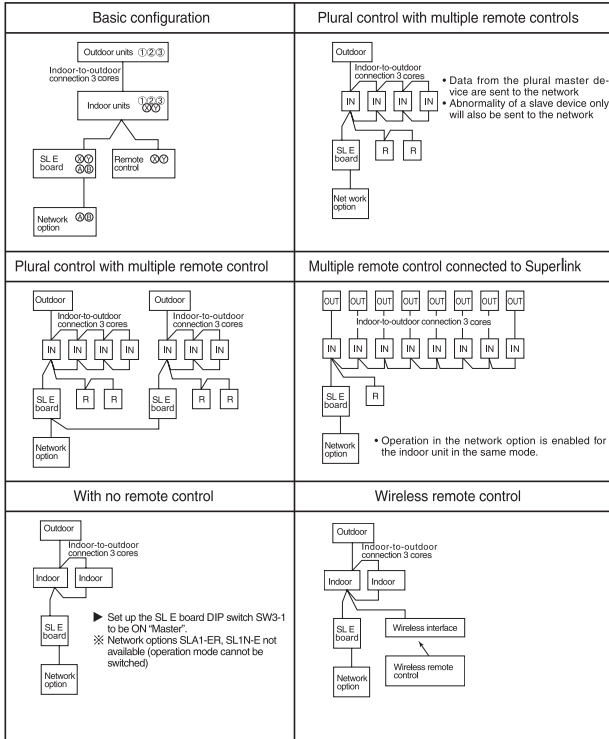 Basic configuration
Outdoor units ①②③
Indoor-to-outdoor
connection 3 cores
Indoor units ①②③
ⓍⓎ
SL E
board
ⓍⓎ
ⒶⒷ
Remote
control
ⓍⓎ
Network
option
ⒶⒷ
Plural control with multiple remote controls
Outdoor
Indoor-to-outdoor
connection 3 cores
IN IN IN IN
SL E
board
R R
Net work
option
• Data from the plural master de-
vice are sent to the network
• Abnormality of a slave device only
will also be sent to the network
Plural control with multiple remote control
Outdoor Outdoor
Indoor-to-outdoor
connection 3 cores
Indoor-to-outdoor
connection 3 cores
IN IN IN IN IN IN IN IN
SL E
board
R R
SL E
board
R R
Network
option
Multiple remote control connected to Superlink
OUT OUT OUT OUT OUT OUT OUT OUT
Indoor-to-outdoor connection 3 cores
IN IN IN IN IN IN IN IN
SL E
board
R
Network
option
• Operation in the network option is enabled for
the indoor unit in the same mode.
With no remote control
Outdoor
Indoor-to-outdoor
connection 3 cores
Indoor Indoor
SL E
board
Network
option
▶ Set up the SL E board DIP switch SW3-1
to be ON "Master".
※ Network options SLA1-ER, SL1N-E not
available (operation mode cannot be
switched)
Wireless remote control
Outdoor
Indoor-to-outdoor
connection 3 cores
Indoor Indoor
SL E
board
Wireless interface
Network
option
Wireless remote
control